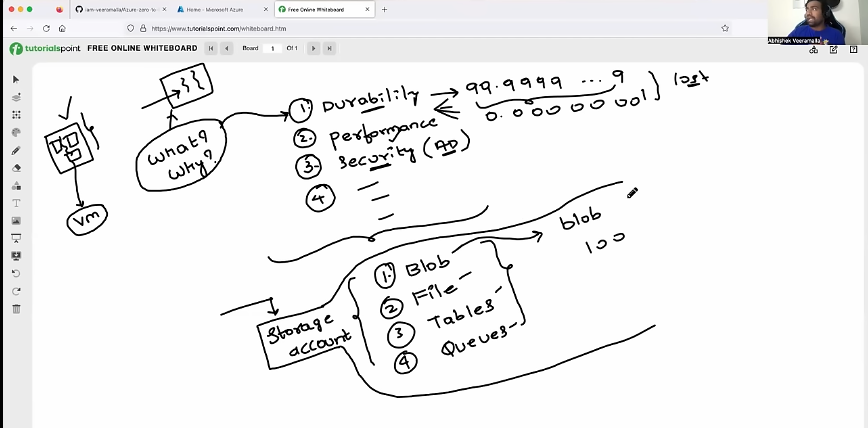 iam-veeramalla/Azure-zero-to-
Home - Microsoft Azure
Free Online Whiteboard
https://www.tutorialspoint.com/whiteboard.htm
tutorialspoint FREE ONLINE WHITEBOARD Board 1 Of 1
Abhishek Veeramalla
What?
Why?
VM
1. Durability → 99.9999 ... 9
0.000000001
lost
2. Performance
3. Security (AD)
4
Storage
account
1. Blob
2 File
3 Tables
4 Queues
blob
100